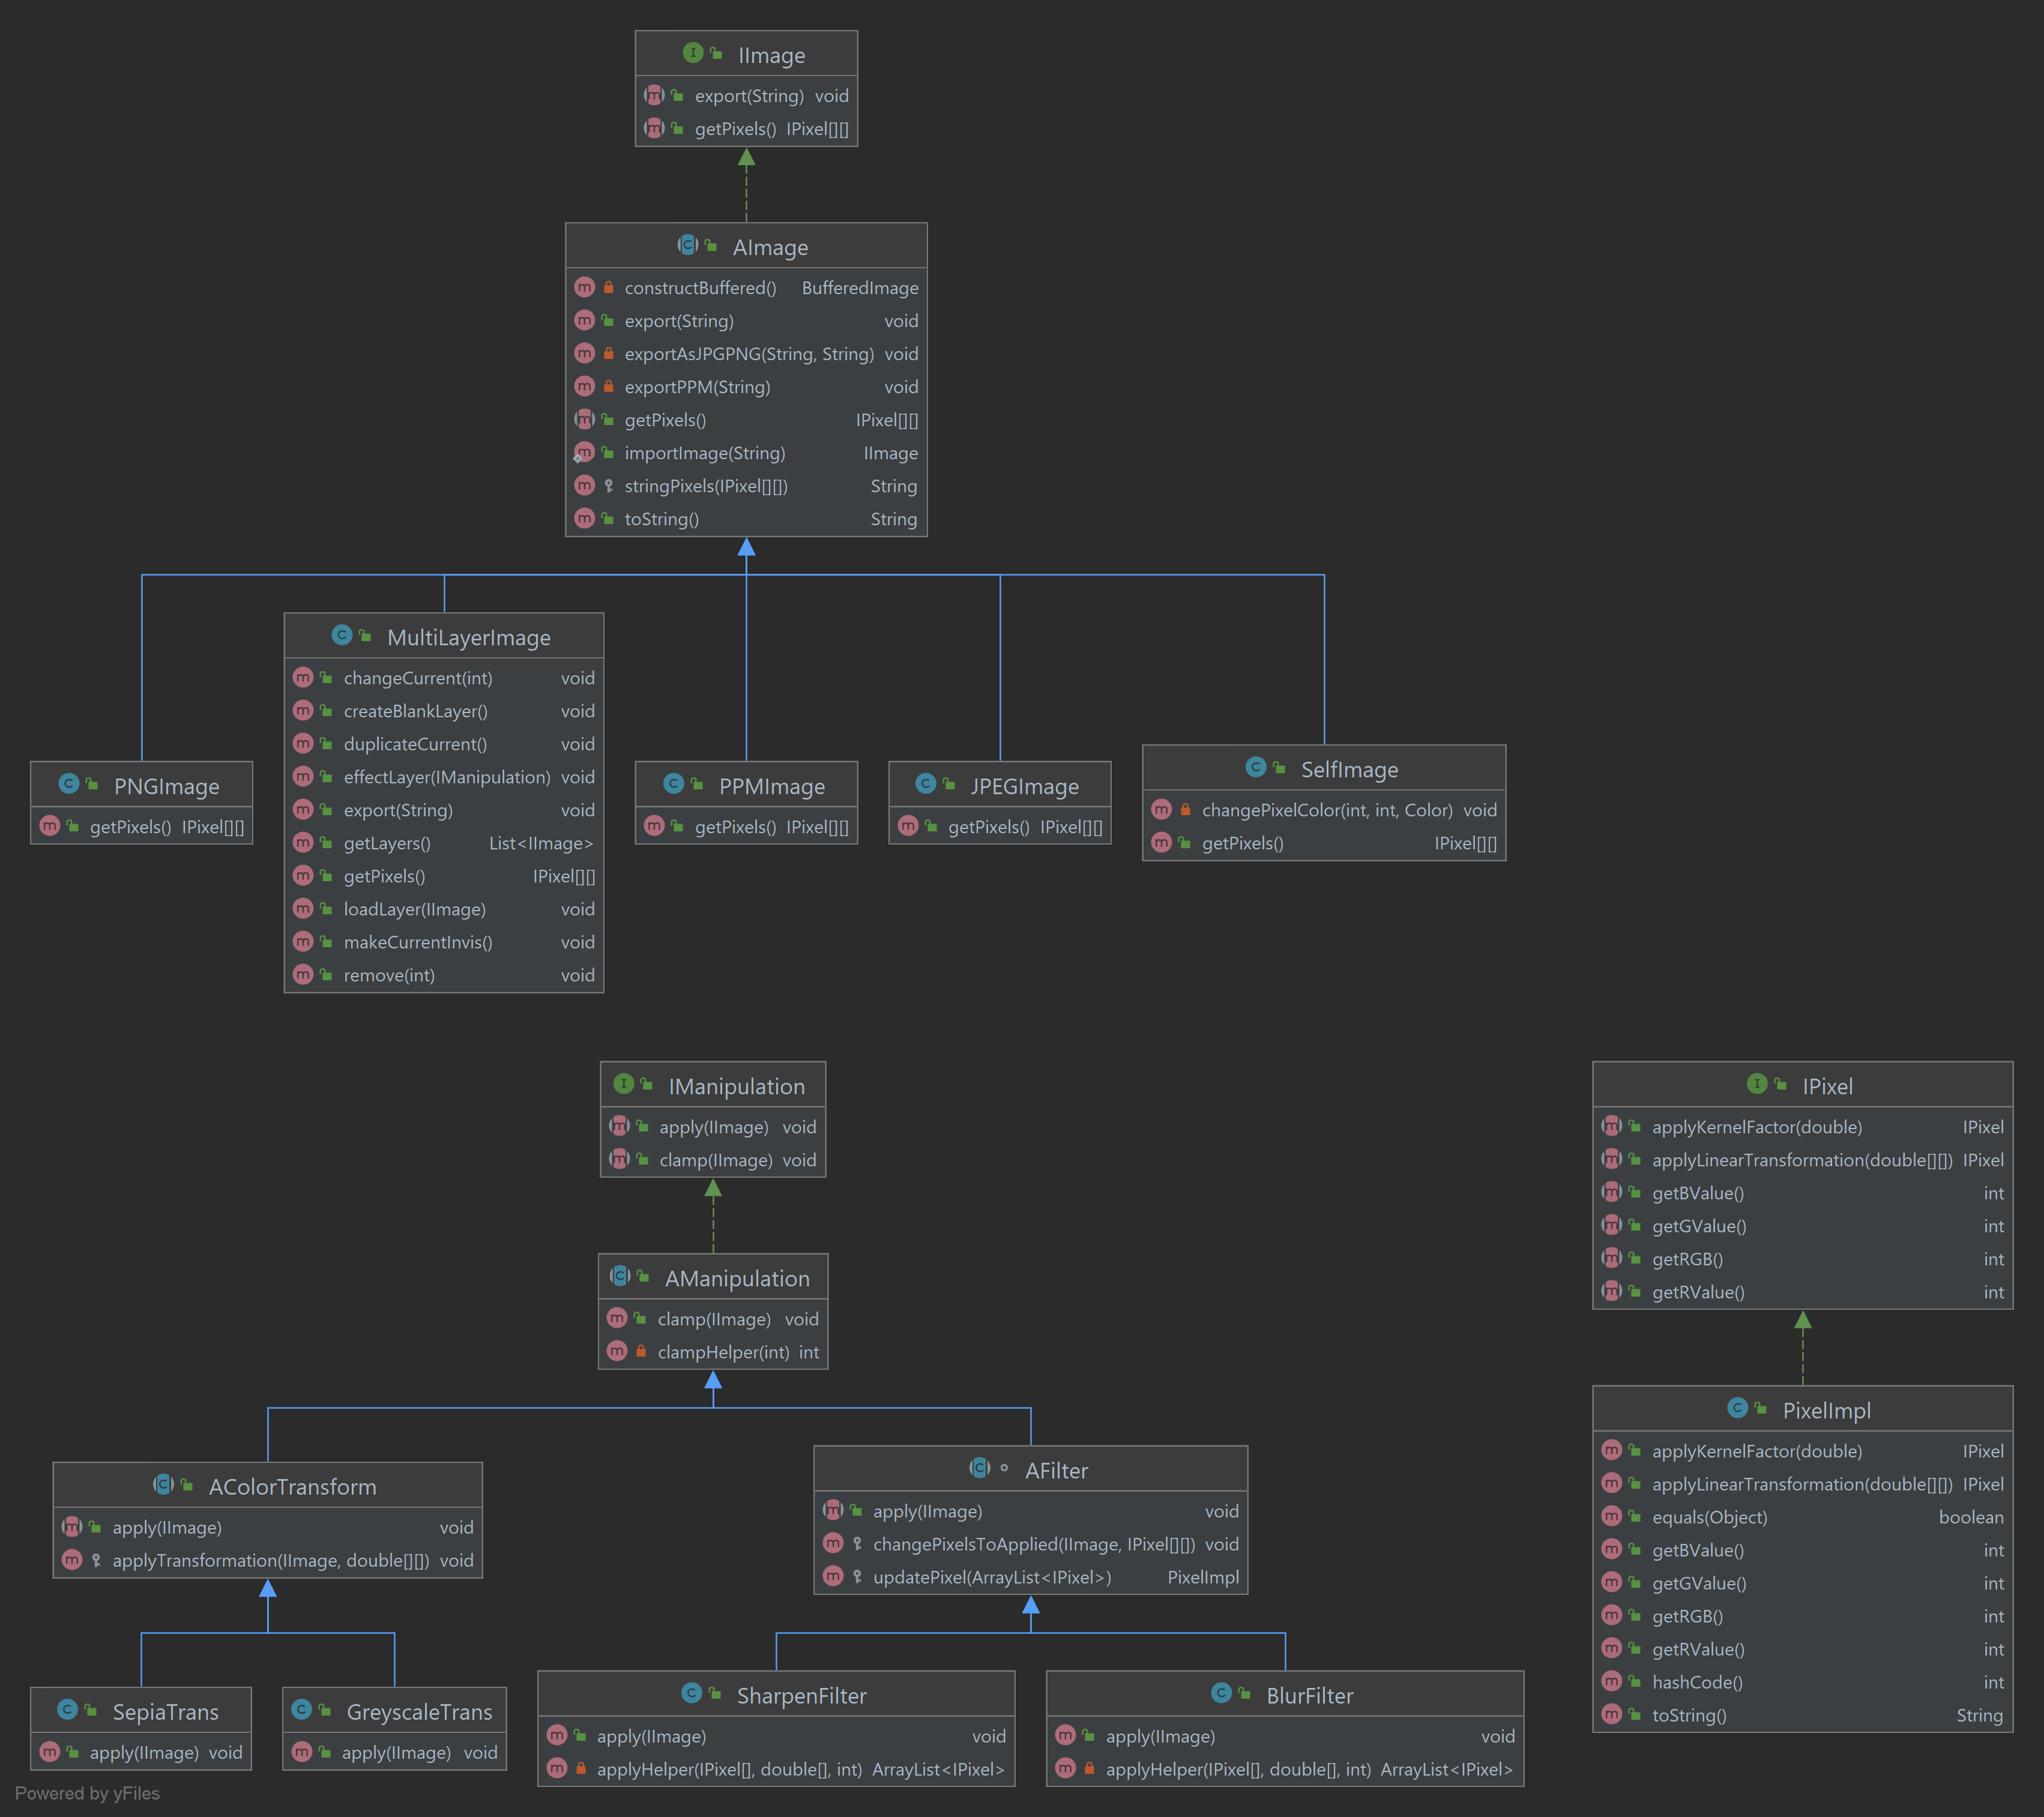 IImage
export(String) void
getPixels() IPixel[][]
AImage
constructBuffered() BufferedImage
export(String) void
exportAsJPGPNG(String, String) void
exportPPM(String) void
getPixels() IPixel[][]
importImage(String) IImage
stringPixels(IPixel[][]) String
toString() String
MultiLayerImage
changeCurrent(int) void
createBlankLayer() void
duplicateCurrent() void
effectLayer(IManipulation) void
export(String) void
getLayers() List<IImage>
getPixels() IPixel[][]
loadLayer(IImage) void
makeCurrentInvis() void
remove(int) void
PNGImage
getPixels() IPixel[][]
PPMImage
getPixels() IPixel[][]
JPEGImage
getPixels() IPixel[][]
SelfImage
changePixelColor(int, int, Color) void
getPixels() IPixel[][]
IManipulation
apply(IImage) void
clamp(IImage) void
AManipulation
clamp(IImage) void
clampHelper(int) int
AColorTransform
apply(IImage) void
applyTransformation(IImage, double[][]) void
AFilter
apply(IImage) void
changePixelsToApplied(IImage, IPixel[][]) void
updatePixel(ArrayList<IPixel>) PixelImpl
SepiaTrans
apply(IImage) void
GreyscaleTrans
apply(IImage) void
SharpenFilter
apply(IImage) void
applyHelper(IPixel[], double[], int) ArrayList<IPixel>
BlurFilter
apply(IImage) void
applyHelper(IPixel[], double[], int) ArrayList<IPixel>
IPixel
applyKernelFactor(double) IPixel
applyLinearTransformation(double[][]) IPixel
getBValue() int
getGValue() int
getRGB() int
getRValue() int
PixelImpl
applyKernelFactor(double) IPixel
applyLinearTransformation(double[][]) IPixel
equals(Object) boolean
getBValue() int
getGValue() int
getRGB() int
getRValue() int
hashCode() int
toString() String
Powered by yFiles